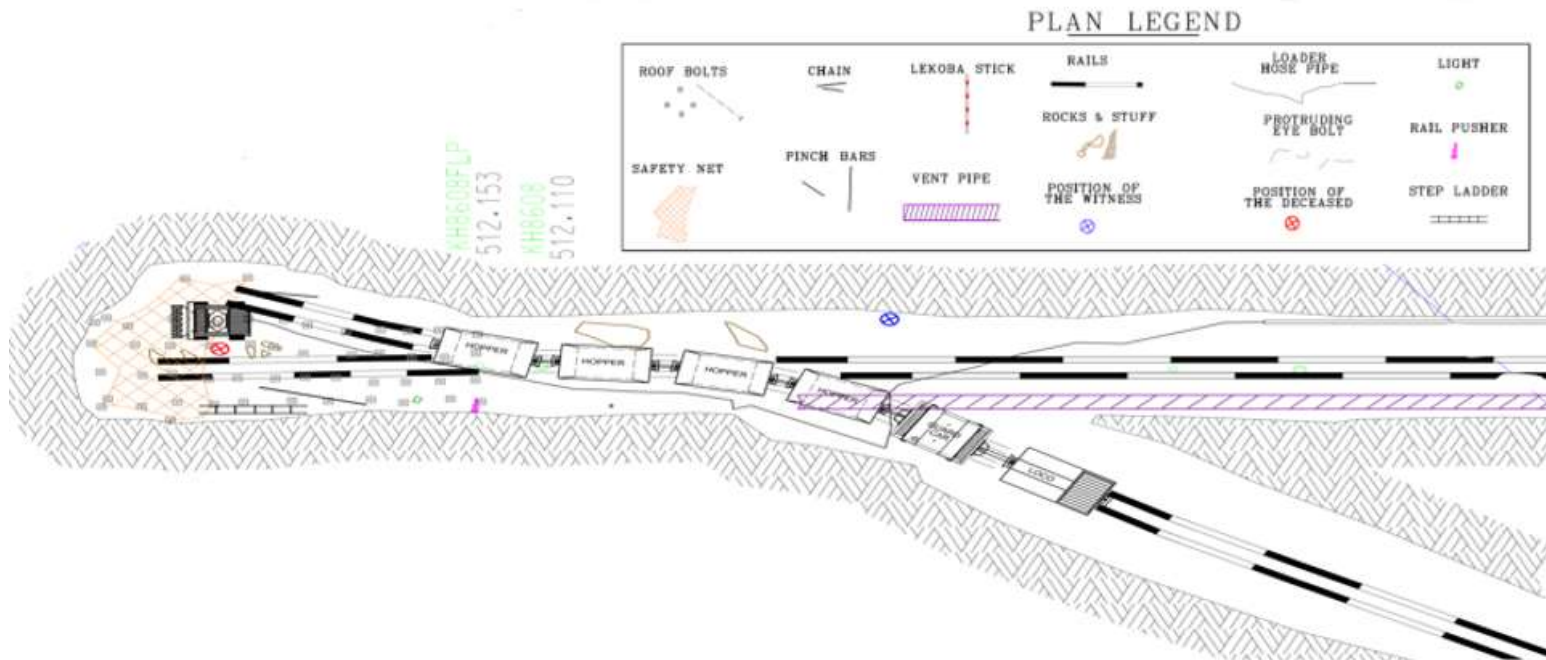 PLAN LEGEND
ROOF BOLTS
CHAIN
LEKOBA STICK
RAILS
LOADER
HOSE PIPE
LIGHT
ROCKS & STUFF
PROTRUDING
EYE BOLT
RAIL PUSHER
SAFETY NET
PINCH BARS
VENT PIPE
POSITION OF
THE WITNESS
POSITION OF
THE DECEASED
STEP LADDER
KH8608FLP
512.153
KH8608
512.110
HOPPER
HOPPER
HOPPER
HOPPER
GUARD
CAR
LOCO